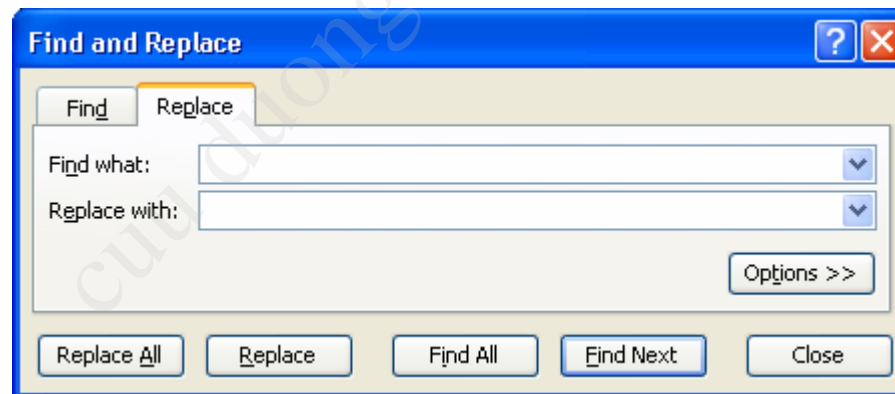 Find and Replace
Find Replace
Find what:
Replace with:
Options >>
Replace All Replace Find All Find Next Close
cuu duong